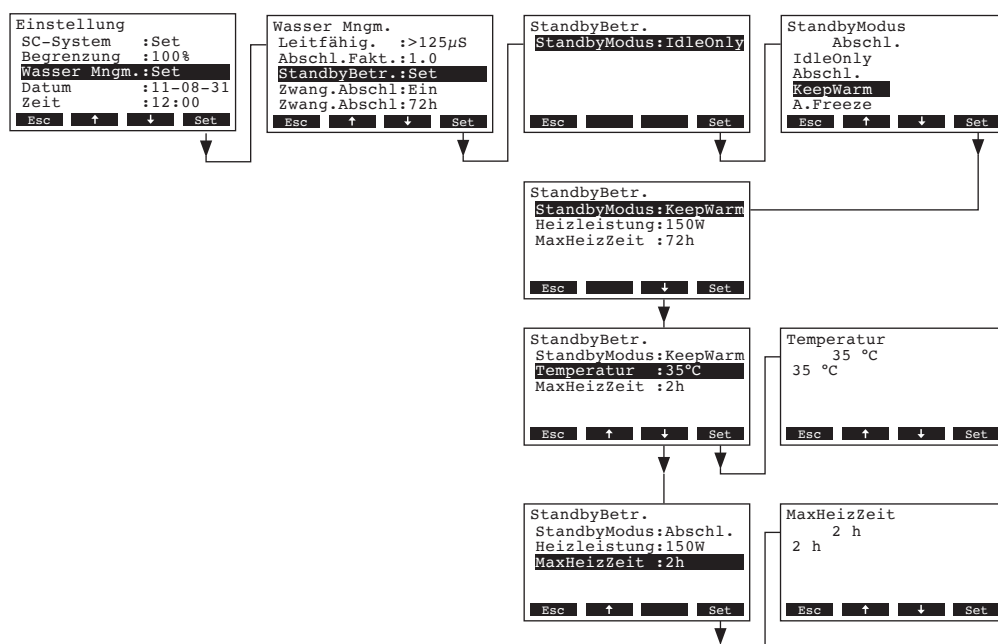 Einstellung
SC-System :Set
Begrenzung :100%
Wasser Mngm.:Set
Datum :11-08-31
Zeit :12:00
Esc ↑ ↓ Set
Wasser Mngm.
Leitfähig. :>125µS
Abschl.Fakt.:1.0
StandbyBetr.:Set
Zwang.Abschl:Ein
Zwang.Abschl:72h
Esc ↑ ↓ Set
StandbyBetr.
StandbyModus:IdleOnly
Esc Set
StandbyModus
Abschl.
IdleOnly
Abschl.
KeepWarm
A.Freeze
Esc ↑ ↓ Set
StandbyBetr.
StandbyModus:KeepWarm
Heizleistung:150W
MaxHeizZeit :72h
Esc ↓ Set
StandbyBetr.
StandbyModus:KeepWarm
Temperatur :35°C
MaxHeizZeit :2h
Esc ↑ ↓ Set
Temperatur
35 °C
35 °C
Esc ↑ ↓ Set
StandbyBetr.
StandbyModus:Abschl.
Heizleistung:150W
MaxHeizZeit :2h
Esc ↑ Set
MaxHeizZeit
2 h
2 h
Esc ↑ ↓ Set